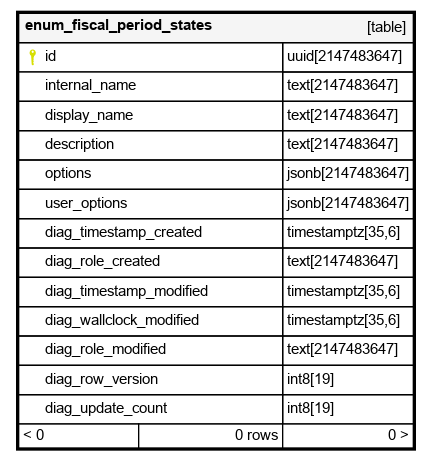 enum_fiscal_period_states [table]
id uuid[2147483647]
internal_name text[2147483647]
display_name text[2147483647]
description text[2147483647]
options jsonb[2147483647]
user_options jsonb[2147483647]
diag_timestamp_created timestamptz[35,6]
diag_role_created text[2147483647]
diag_timestamp_modified timestamptz[35,6]
diag_wallclock_modified timestamptz[35,6]
diag_role_modified text[2147483647]
diag_row_version int8[19]
diag_update_count int8[19]
< 0 0 rows 0 >